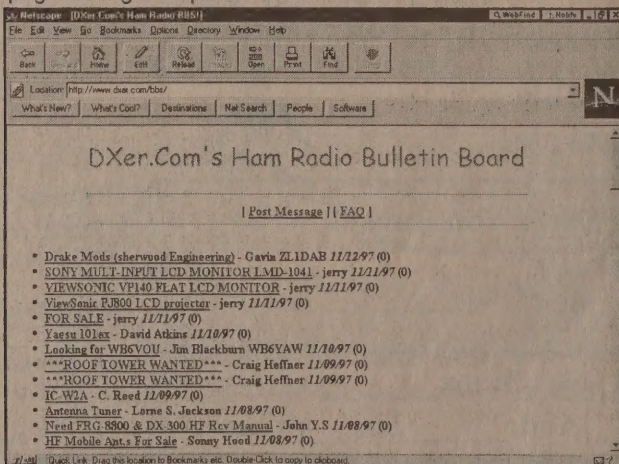 Netscape - [DXer.Com's Ham Radio BBS!]
WebFind
File Edit View Go Bookmarks Options Directory Window Help
Back Home Edit Reload Open Print Find
Location: http://www.dxer.com/bbs/
What's New? What's Cool? Destinations Net Search People Software
N
DXer.Com's Ham Radio Bulletin Board
[ Post Message ] [ FAQ ]
• Drake Mods (sherwood Engineering) - Gavin ZL1DAB 11/12/97 (0)
• SONY MULT-INPUT LCD MONITOR LMD-1041 - jerry 11/11/97 (0)
• VIEWSONIC VP140 FLAT LCD MONITOR - jerry 11/11/97 (0)
• ViewSonic PJ800 LCD projector - jerry 11/11/97 (0)
• FOR SALE - jerry 11/11/97 (0)
• Yaesu 101ex - David Atkins 11/10/97 (0)
• Looking for WB6VOU - Jim Blackburn WB6YAW 11/10/97 (0)
• ***ROOF TOWER WANTED*** - Craig Heffner 11/09/97 (0)
• ***ROOF TOWER WANTED*** - Craig Heffner 11/09/97 (0)
• IC-W2A - C. Reed 11/09/97 (0)
• Antenna Tuner - Lorne S. Jackson 11/08/97 (0)
• Need FRG-8800 & DX-300 HF Rcv Manual - John Y.S 11/08/97 (0)
• HF Mobile Ant.s For Sale - Sonny Hood 11/08/97 (0)
Quick Link: Drag this location to Bookmarks etc. Double-Click to copy to clipboard.